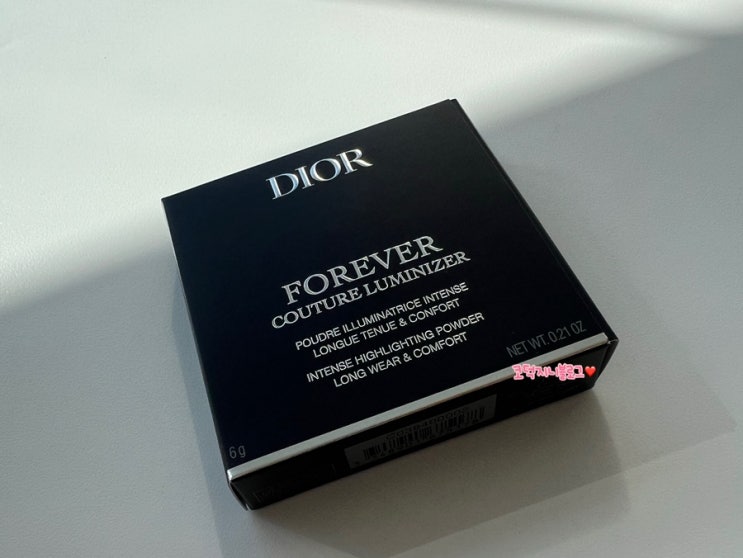 DIOR
FOREVER
COUTURE LUMINIZER
POUDRE ILLUMINATRICE INTENSE
LONGUE TENUE & CONFORT
INTENSE HIGHLIGHTING POWDER
LONG WEAR & COMFORT
NET WT. 0.21 OZ
6g